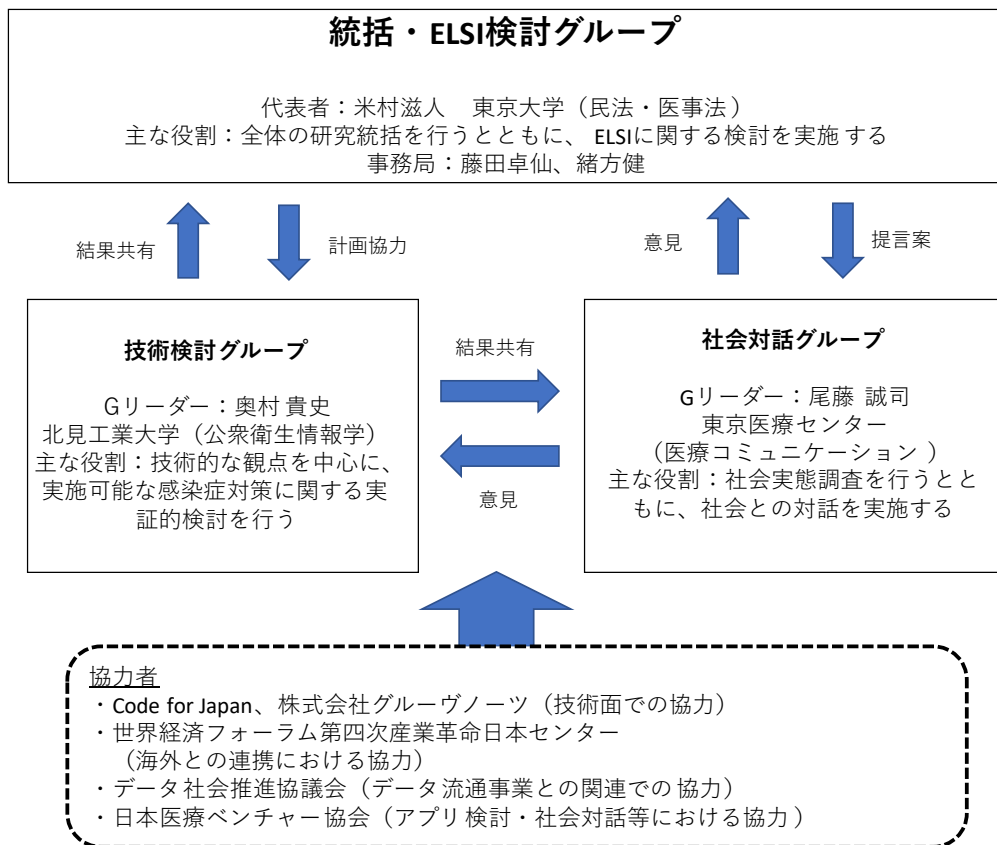 統括・ELSI検討グループ
代表者：米村滋人　東京大学（民法・医事法）
主な役割：全体の研究統括を行うとともに、ELSIに関する検討を実施する
事務局：藤田卓仙、緒方健
結果共有
計画協力
意見
提言案
技術検討グループ
Gリーダー：奥村 貴史
北見工業大学（公衆衛生情報学）
主な役割：技術的な観点を中心に、
実施可能な感染症対策に関する実
証的検討を行う
結果共有
意見
社会対話グループ
Gリーダー：尾藤 誠司
東京医療センター
（医療コミュニケーション）
主な役割：社会実態調査を行うとと
もに、社会との対話を実施する
協力者
・Code for Japan、株式会社グルーヴノーツ（技術面での協力）
・世界経済フォーラム第四次産業革命日本センター
（海外との連携における協力）
・データ社会推進協議会（データ流通事業との関連での協力）
・日本医療ベンチャー協会（アプリ検討・社会対話等における協力）